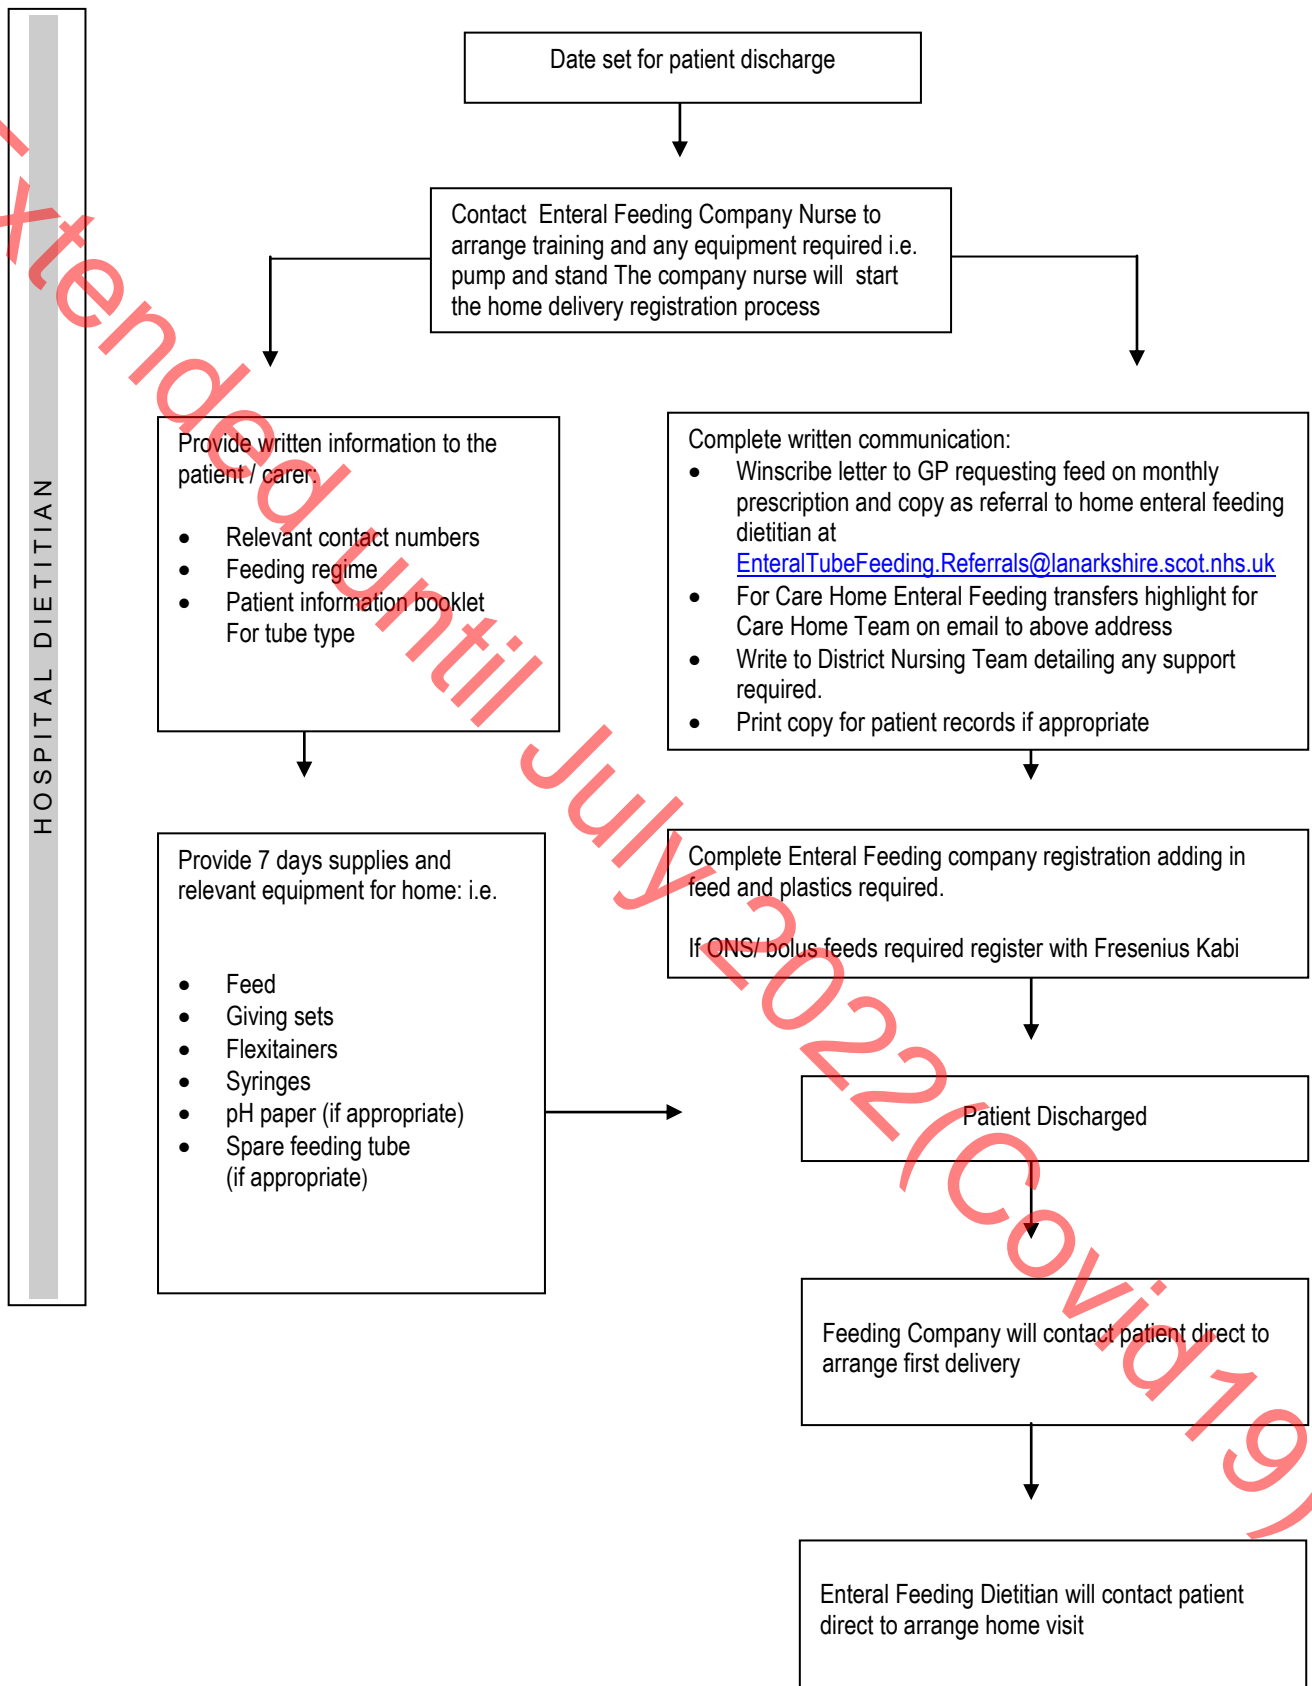 Date set for patient discharge
Contact Enteral Feeding Company Nurse to
arrange training and any equipment required i.e.
pump and stand The company nurse will start
the home delivery registration process
HOSPITAL DIETITIAN
Provide written information to the
patient / carer:
• Relevant contact numbers
• Feeding regime
• Patient information booklet
For tube type
Complete written communication:
• Winscribe letter to GP requesting feed on monthly
prescription and copy as referral to home enteral feeding
dietitian at
EnteralTubeFeeding.Referrals@lanarkshire.scot.nhs.uk
• For Care Home Enteral Feeding transfers highlight for
Care Home Team on email to above address
• Write to District Nursing Team detailing any support
required.
• Print copy for patient records if appropriate
Provide 7 days supplies and
relevant equipment for home: i.e.
• Feed
• Giving sets
• Flexitainers
• Syringes
• pH paper (if appropriate)
• Spare feeding tube
(if appropriate)
Complete Enteral Feeding company registration adding in
feed and plastics required.
If ONS/ bolus feeds required register with Fresenius Kabi
Patient Discharged
Feeding Company will contact patient direct to
arrange first delivery
Enteral Feeding Dietitian will contact patient
direct to arrange home visit
Extended until July 2022(Covid19)